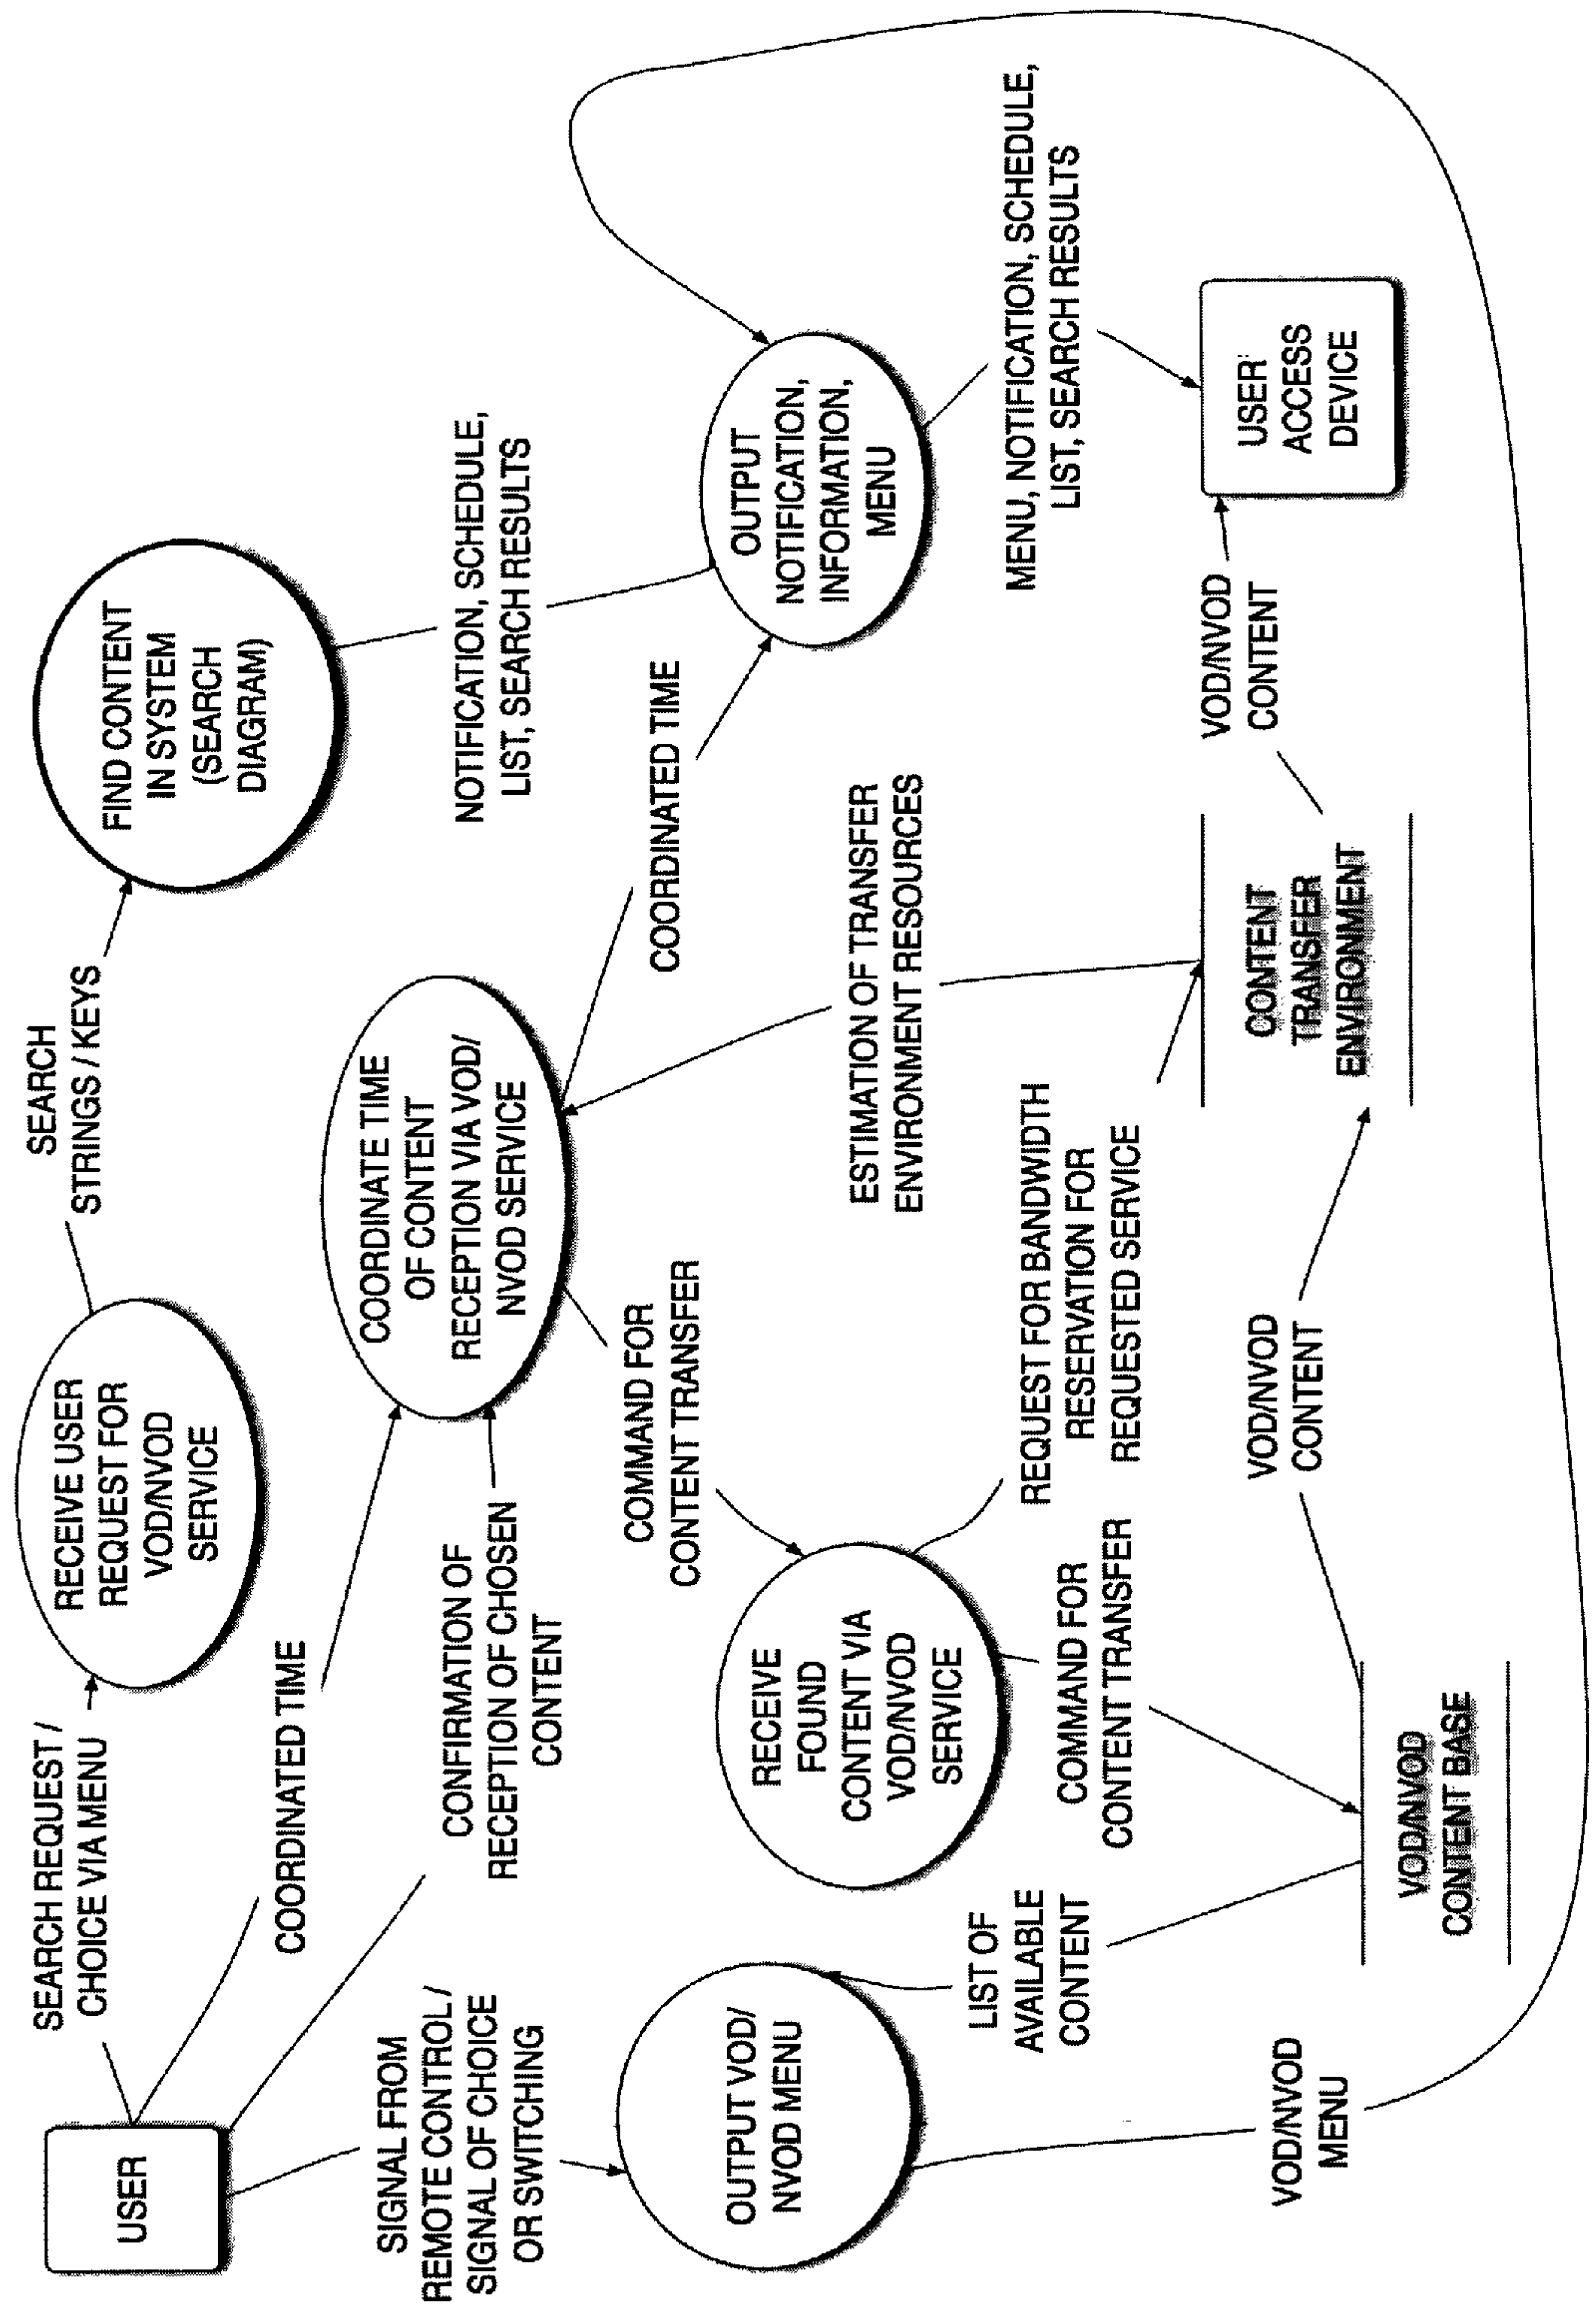 USER
SEARCH REQUEST /
CHOICE VIA MENU
RECEIVE USER
REQUEST FOR
VOD/NVOD
SERVICE
SEARCH
STRINGS / KEYS
FIND CONTENT
IN SYSTEM
(SEARCH
DIAGRAM)
COORDINATED TIME
CONFIRMATION OF
RECEPTION OF CHOSEN
CONTENT
COORDINATE TIME
OF CONTENT
RECEPTION VIA VOD/
NVOD SERVICE
NOTIFICATION, SCHEDULE,
LIST, SEARCH RESULTS
SIGNAL FROM
REMOTE CONTROL /
SIGNAL OF CHOICE
OR SWITCHING
COMMAND FOR
CONTENT TRANSFER
COORDINATED TIME
OUTPUT
NOTIFICATION,
INFORMATION,
MENU
OUTPUT VOD/
NVOD MENU
RECEIVE
FOUND
CONTENT VIA
VOD/NVOD
SERVICE
ESTIMATION OF TRANSFER
ENVIRONMENT RESOURCES
LIST OF
AVAILABLE
CONTENT
COMMAND FOR
CONTENT TRANSFER
REQUEST FOR BANDWIDTH
RESERVATION FOR
REQUESTED SERVICE
MENU, NOTIFICATION, SCHEDULE,
LIST, SEARCH RESULTS
VOD/NVOD
MENU
VOD/NVOD
CONTENT BASE
VOD/NVOD
CONTENT
CONTENT
TRANSFER
ENVIRONMENT
VOD/NVOD
CONTENT
USER
ACCESS
DEVICE